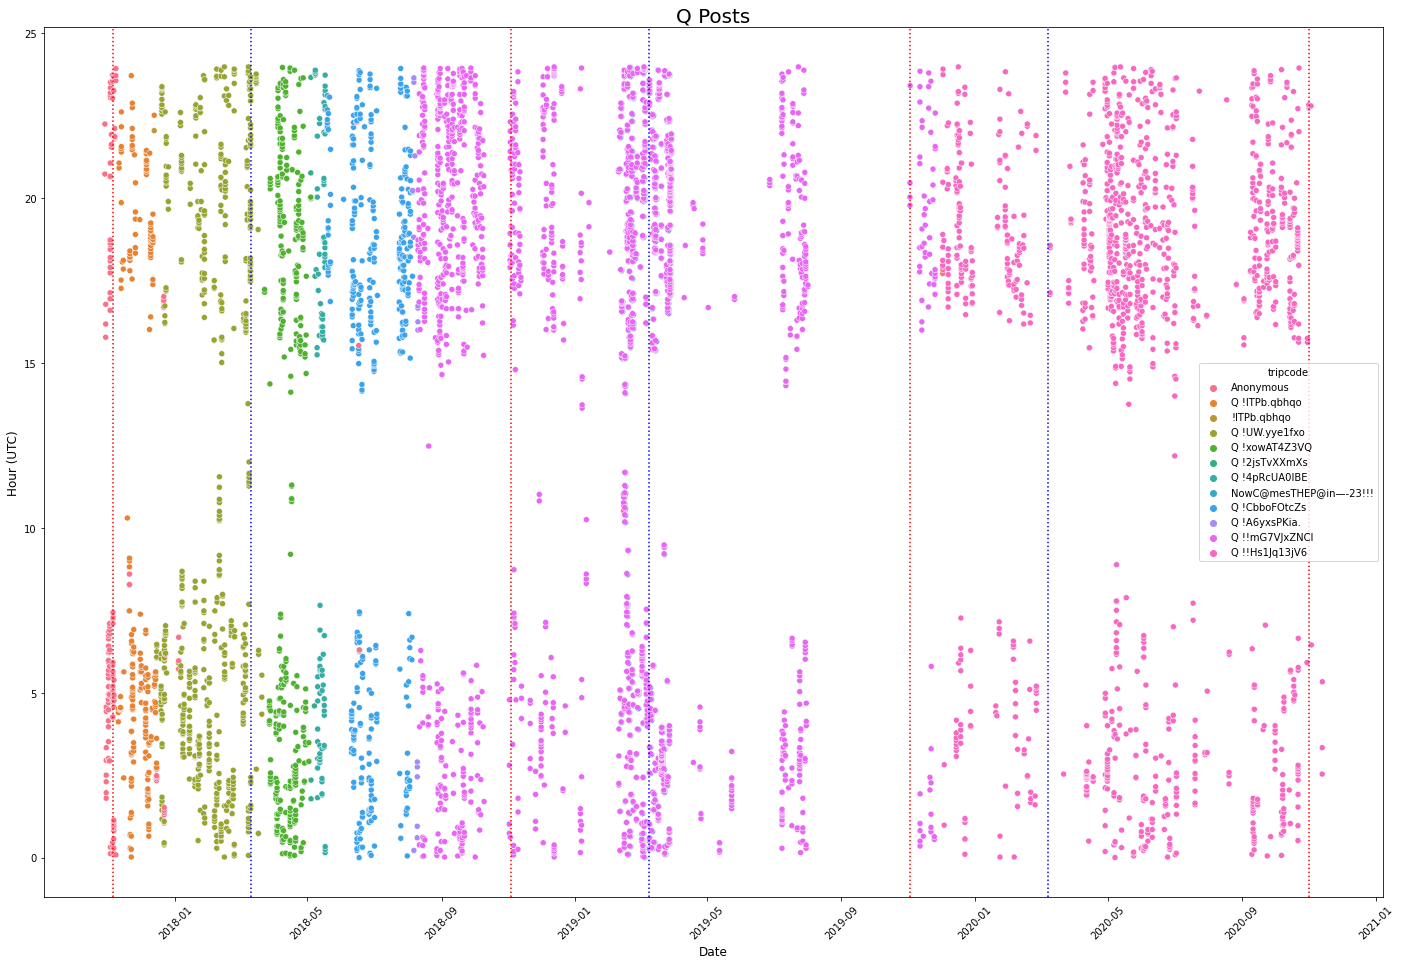 Q Posts
25
20
15
10
5
0
Hour (UTC)
2018-01
2018-05
2018-09
2019-01
2019-05
2019-09
2020-01
2020-05
2020-09
2021-01
Date
tripcode
Anonymous
Q !ITPb.qbhqo
!ITPb.qbhqo
Q !UW.yye1fxo
Q !xowAT4Z3VQ
Q !2jsTvXXmXs
Q !4pRcUA0lBE
NowC@mesTHEP@in—-23!!!
Q !CbboFOtcZs
Q !A6yxsPKia.
Q !!mG7VJxZNCI
Q !!Hs1Jq13jV6